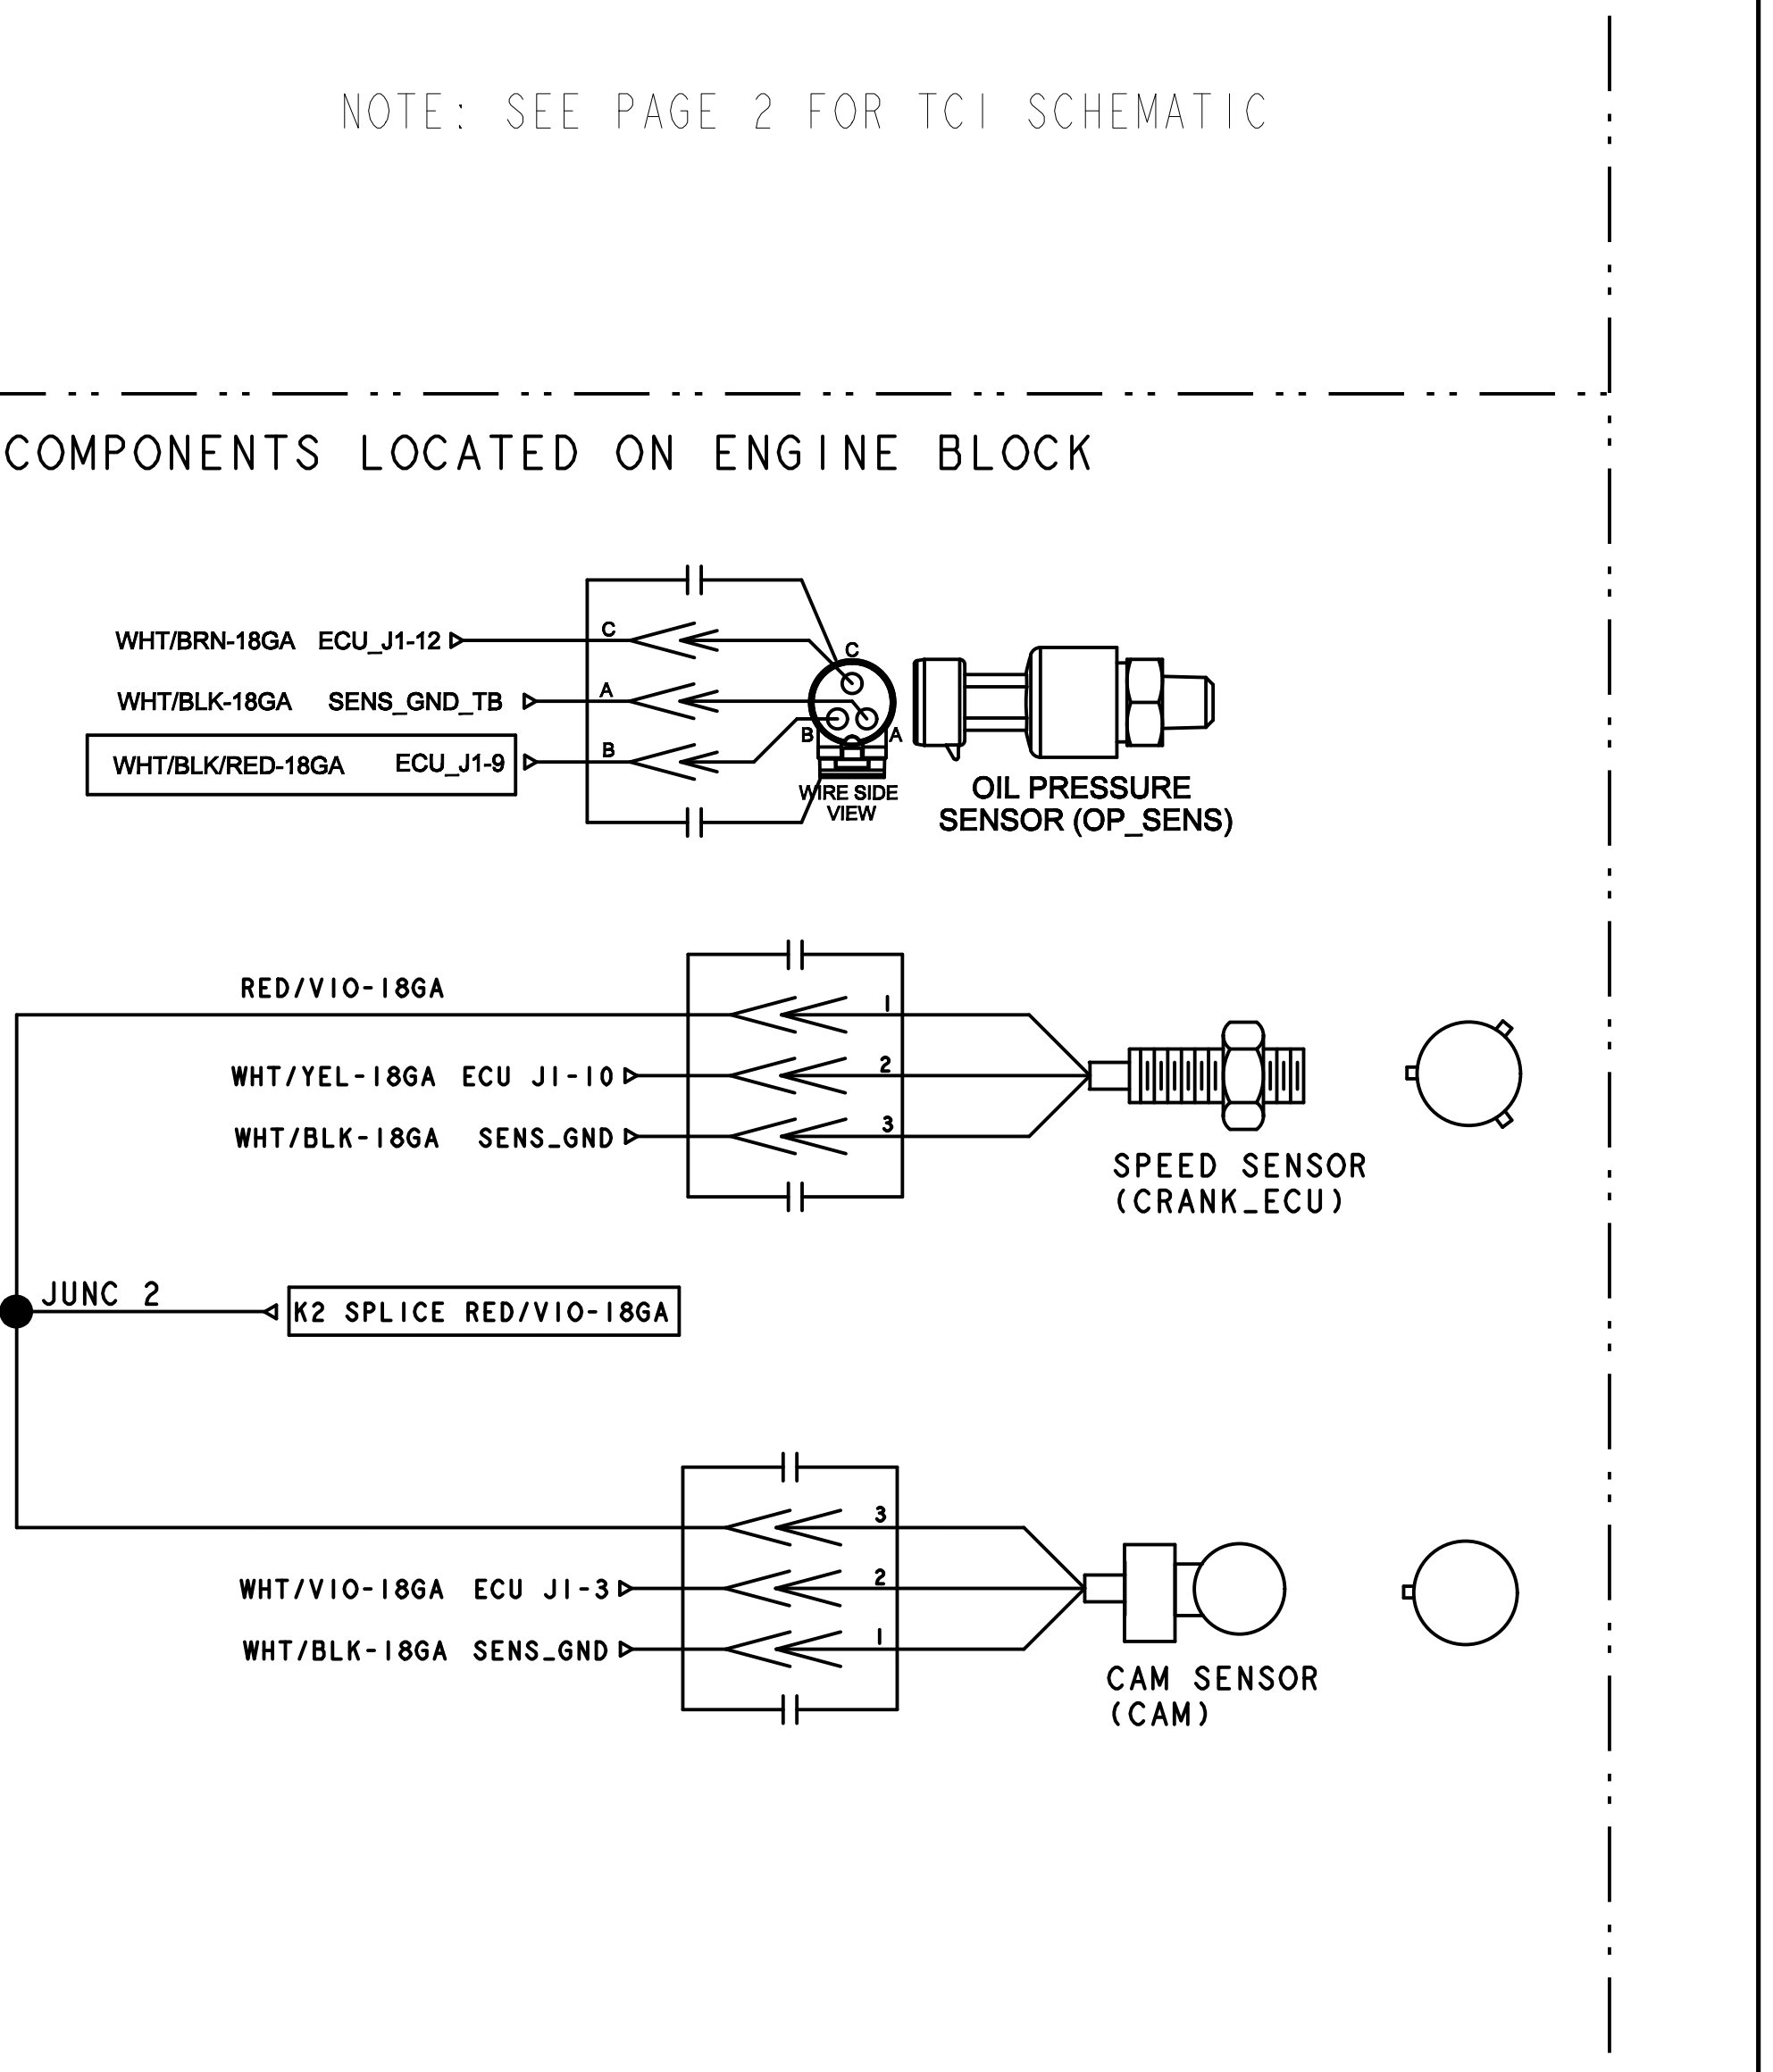 NOTE: SEE PAGE 2 FOR TCI SCHEMATIC
COMPONENTS LOCATED ON ENGINE BLOCK
WHT/BRN-18GA ECU_J1-12
C
C
WHT/BLK-18GA SENS_GND_TB
A
B
A
WHT/BLK/RED-18GA ECU_J1-9
B
WIRE SIDE
VIEW
OIL PRESSURE
SENSOR (OP_SENS)
RED/VIO-18GA
1
WHT/YEL-18GA ECU J1-10
2
WHT/BLK-18GA SENS_GND
3
SPEED SENSOR
(CRANK_ECU)
JUNC 2
K2 SPLICE RED/VIO-18GA
3
WHT/VIO-18GA ECU J1-3
2
WHT/BLK-18GA SENS_GND
1
CAM SENSOR
(CAM)